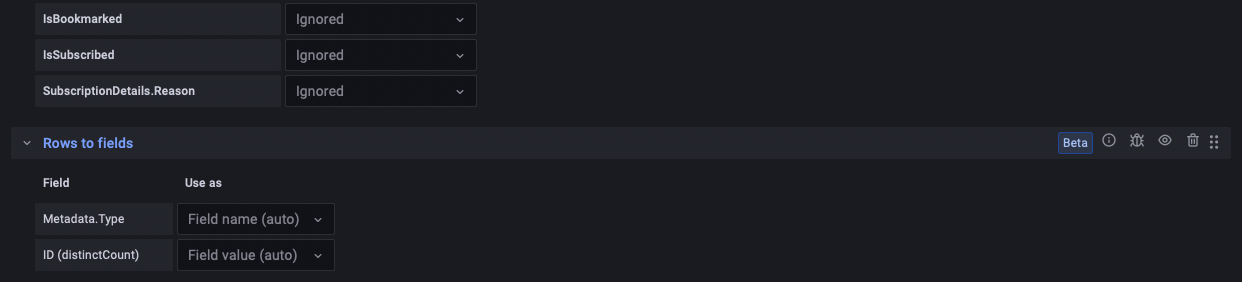 IsBookmarked Ignored
IsSubscribed Ignored
SubscriptionDetails.Reason Ignored
Rows to fields Beta
Field Use as
Metadata.Type Field name (auto)
ID (distinctCount) Field value (auto)